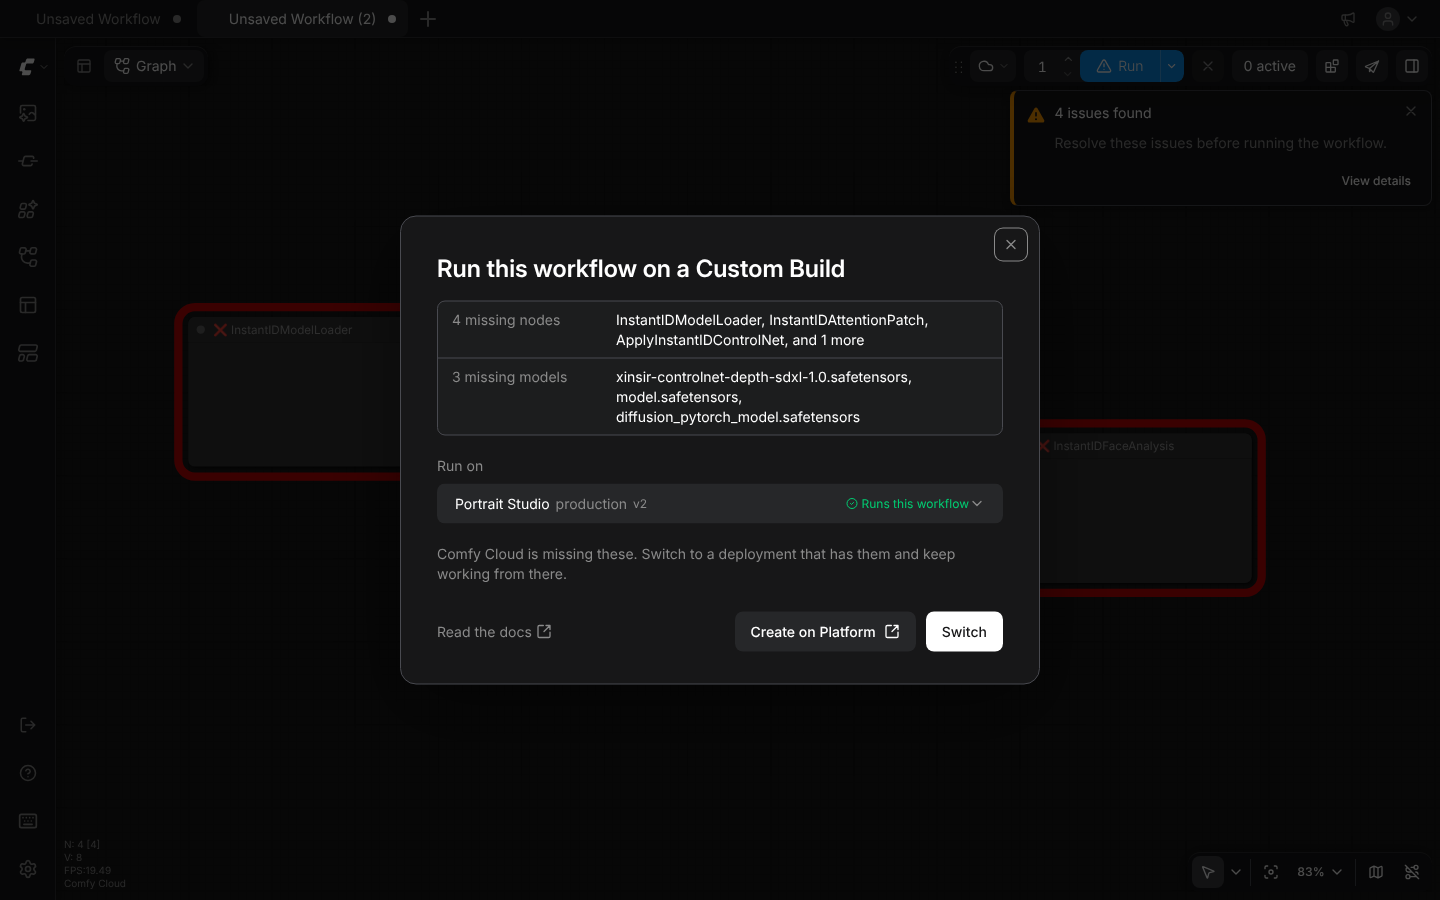 Unsaved Workflow
Unsaved Workflow (2)
Graph
1
Run
0 active
4 issues found
Resolve these issues before running the workflow.
View details
InstantIDModelLoader
InstantIDFaceAnalysis
Run this workflow on a Custom Build
4 missing nodes
InstantIDModelLoader, InstantIDAttentionPatch,
ApplyInstantIDControlNet, and 1 more
3 missing models
xinsir-controlnet-depth-sdxl-1.0.safetensors,
model.safetensors,
diffusion_pytorch_model.safetensors
Run on
Portrait Studio production v2
Runs this workflow
Comfy Cloud is missing these. Switch to a deployment that has them and keep
working from there.
Read the docs
Create on Platform
Switch
N: 4 [4]
V: 8
FPS:19.49
Comfy Cloud
83%